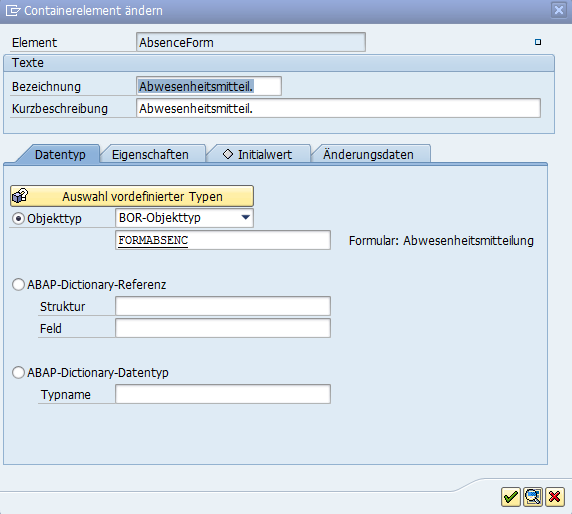 Containerelement ändern
Element AbsenceForm
Texte
Bezeichnung Abwesenheitsmitteil.
Kurzbeschreibung Abwesenheitsmitteil.
Datentyp Eigenschaften Initialwert Änderungsdaten
Auswahl vordefinierter Typen
Objekttyp BOR-Objekttyp
FORMABSENC Formular: Abwesenheitsmitteilung
ABAP-Dictionary-Referenz
Struktur
Feld
ABAP-Dictionary-Datentyp
Typname